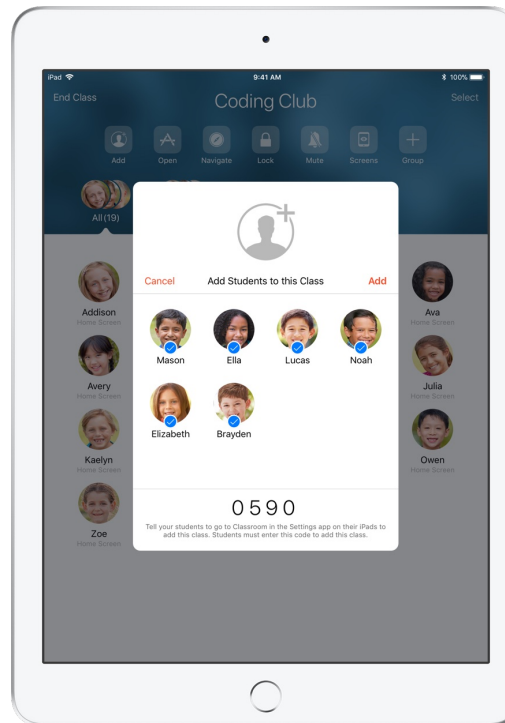 iPad
9:41 AM
100%
End Class
Coding Club
Select
Add
Open
Navigate
Lock
Mute
Screens
Group
All (19)
Cancel
Add Students to this Class
Add
Mason
Ella
Lucas
Noah
Elizabeth
Brayden
0590
Tell your students to go to Classroom in the Settings app on their iPads to
add this class. Students must enter this code to add this class.
Addison
Home Screen
Ava
Home Screen
Avery
Home Screen
Julia
Home Screen
Kaelyn
Home Screen
Owen
Home Screen
Zoe
Home Screen